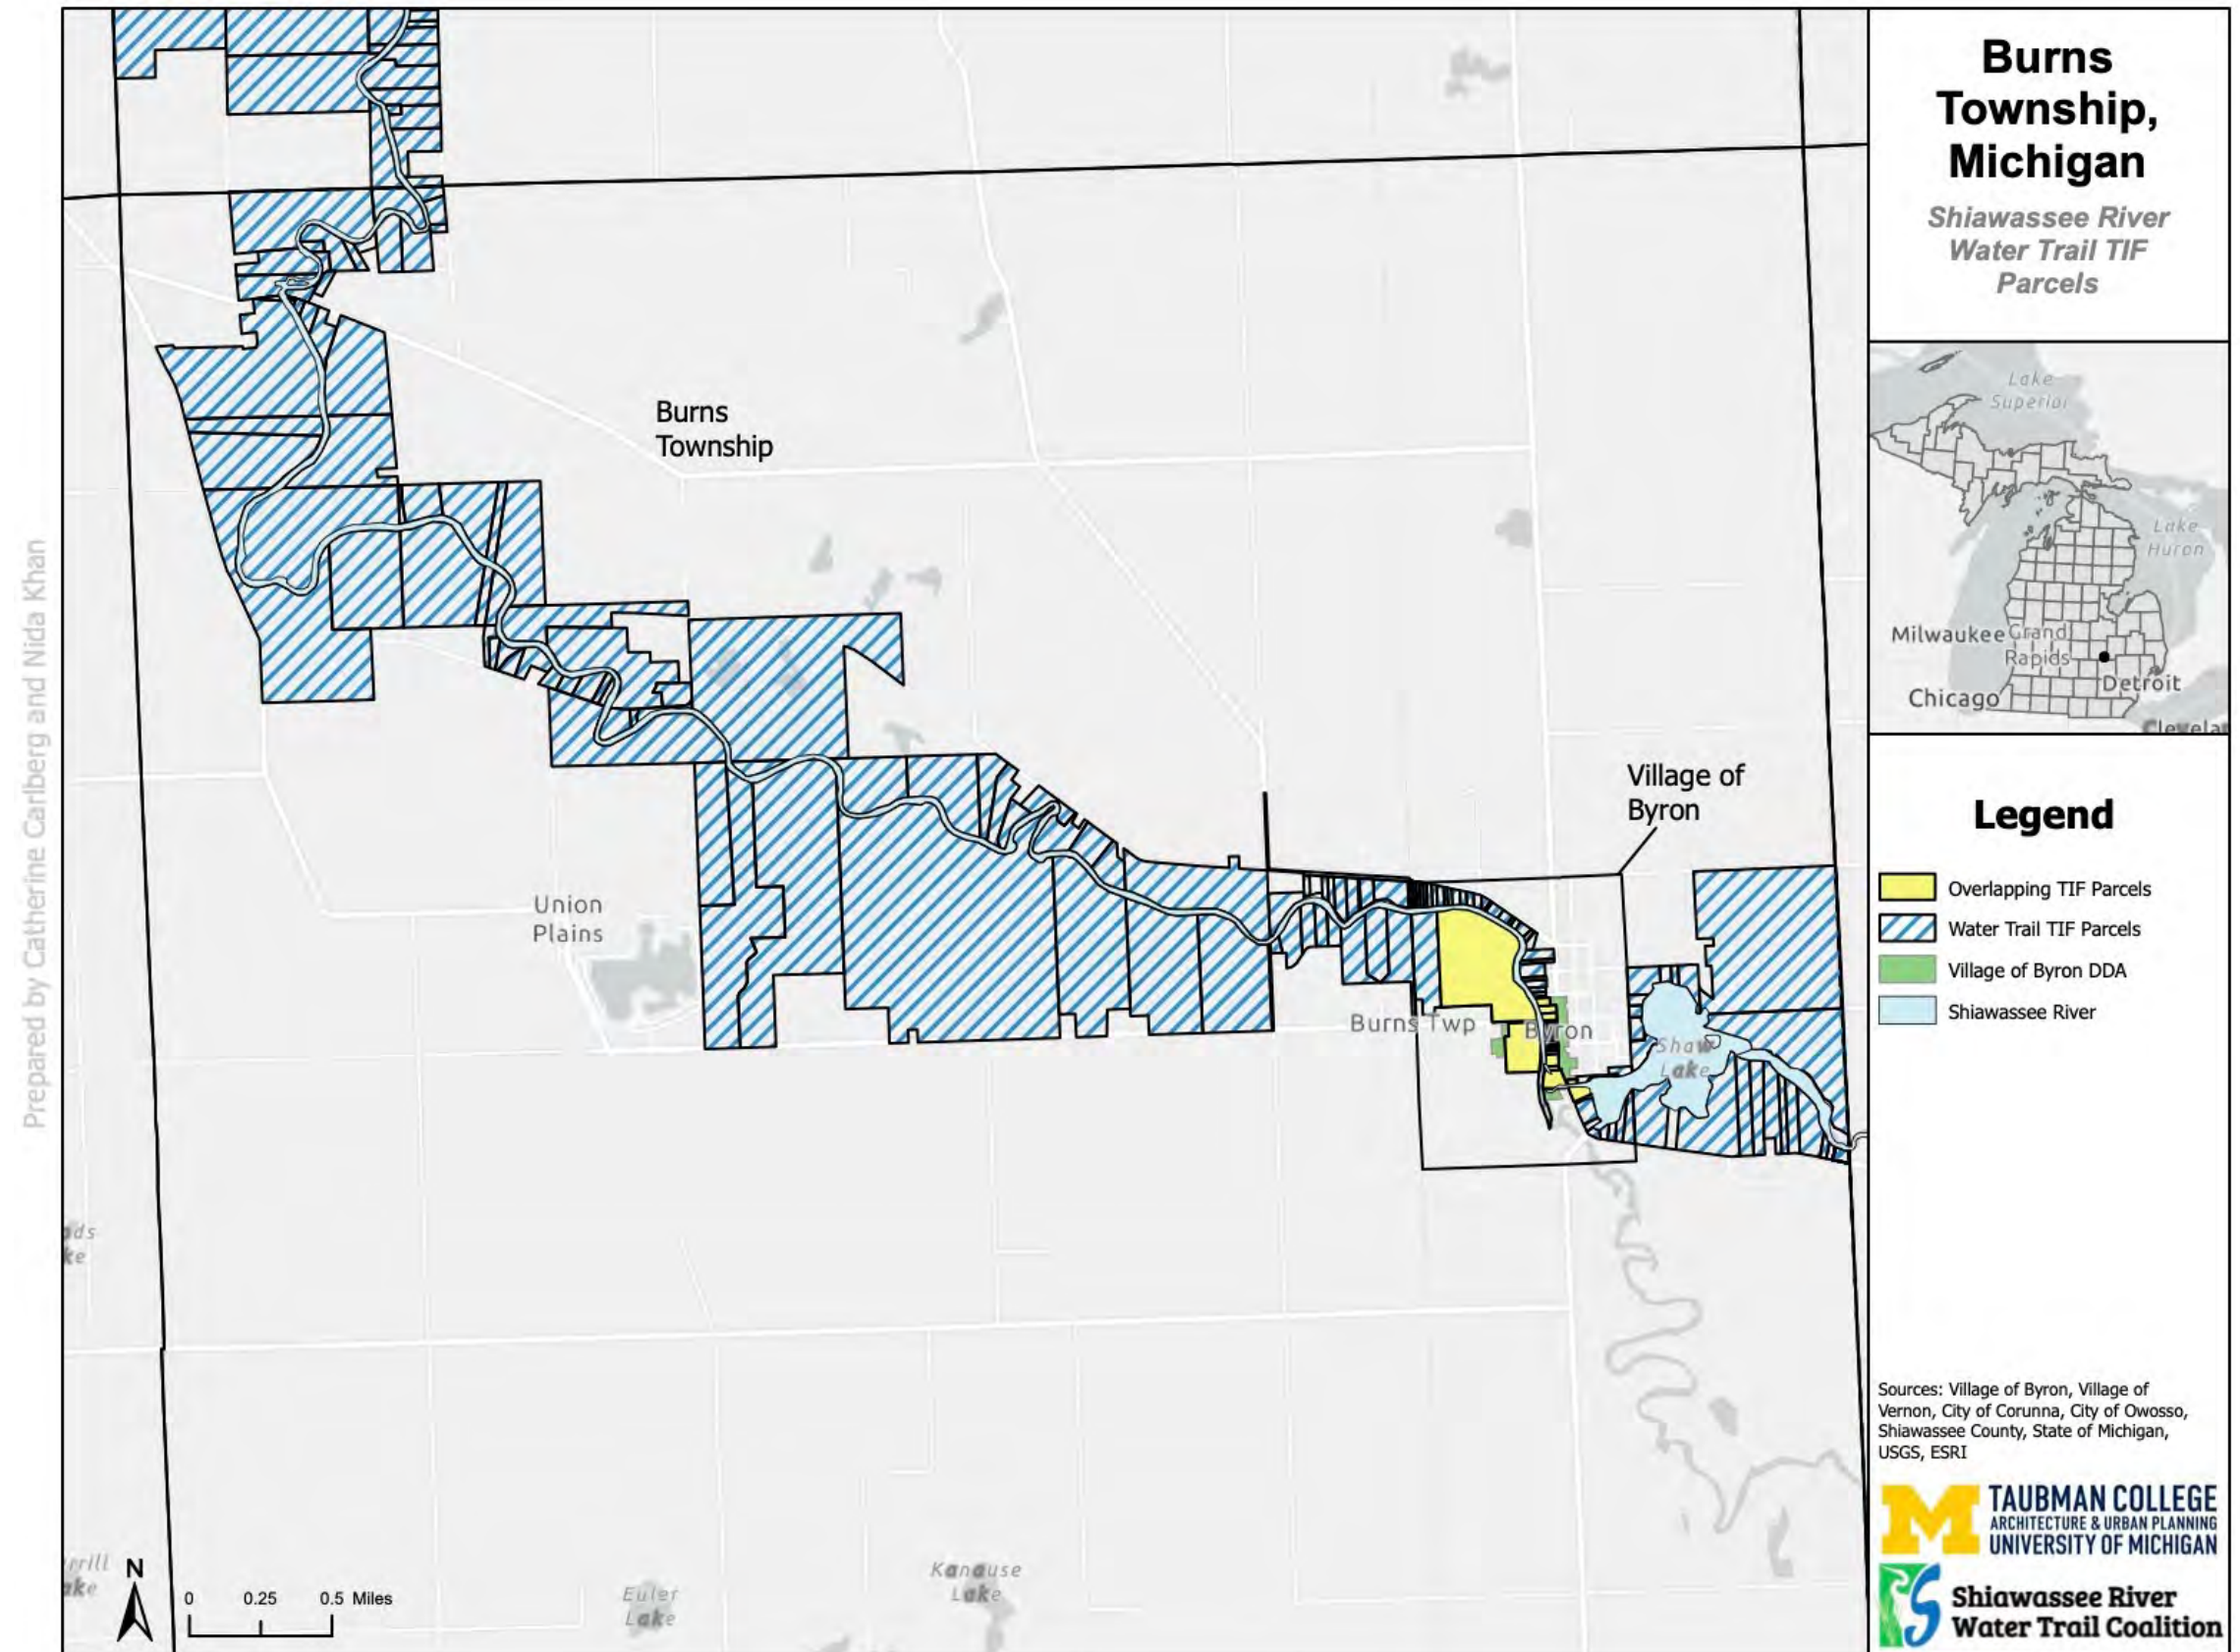 Prepared by Catherine Carlberg and Nida Khan
Burns
Township
Village of
Byron
Union
Plains
Burns Twp
Byron
Shaw
Lake
Euler
Lake
Kanause
Lake
N
0 0.25 0.5 Miles
Burns
Township,
Michigan
Shiawassee River
Water Trail TIF
Parcels
Lake
Superior
Lake
Huron
Milwaukee
Grand
Rapids
Detroit
Chicago
Legend
Overlapping TIF Parcels
Water Trail TIF Parcels
Village of Byron DDA
Shiawassee River
Sources: Village of Byron, Village of
Vernon, City of Corunna, City of Owosso,
Shiawassee County, State of Michigan,
USGS, ESRI
M
TAUBMAN COLLEGE
ARCHITECTURE & URBAN PLANNING
UNIVERSITY OF MICHIGAN
Shiawassee River
Water Trail Coalition